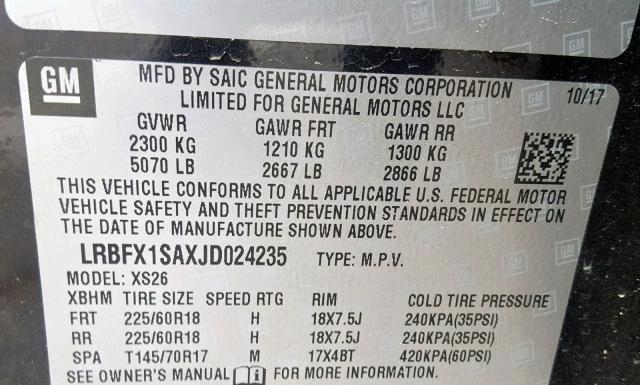 GM
MFD BY SAIC GENERAL MOTORS CORPORATION
LIMITED FOR GENERAL MOTORS LLC
10/17
GVWR GAWR FRT GAWR RR
2300 KG 1210 KG 1300 KG
5070 LB 2667 LB 2866 LB
THIS VEHICLE CONFORMS TO ALL APPLICABLE U.S. FEDERAL MOTOR
VEHICLE SAFETY AND THEFT PREVENTION STANDARDS IN EFFECT ON
THE DATE OF MANUFACTURE SHOWN ABOVE.
LRBFX1SAXJD024235 TYPE: M.P.V.
MODEL: XS26
XBHM TIRE SIZE SPEED RTG RIM COLD TIRE PRESSURE
FRT 225/60R18 H 18X7.5J 240KPA(35PSI)
RR 225/60R18 H 18X7.5J 240KPA(35PSI)
SPA T145/70R17 M 17X4BT 420KPA(60PSI)
SEE OWNER'S MANUAL FOR MORE INFORMATION.